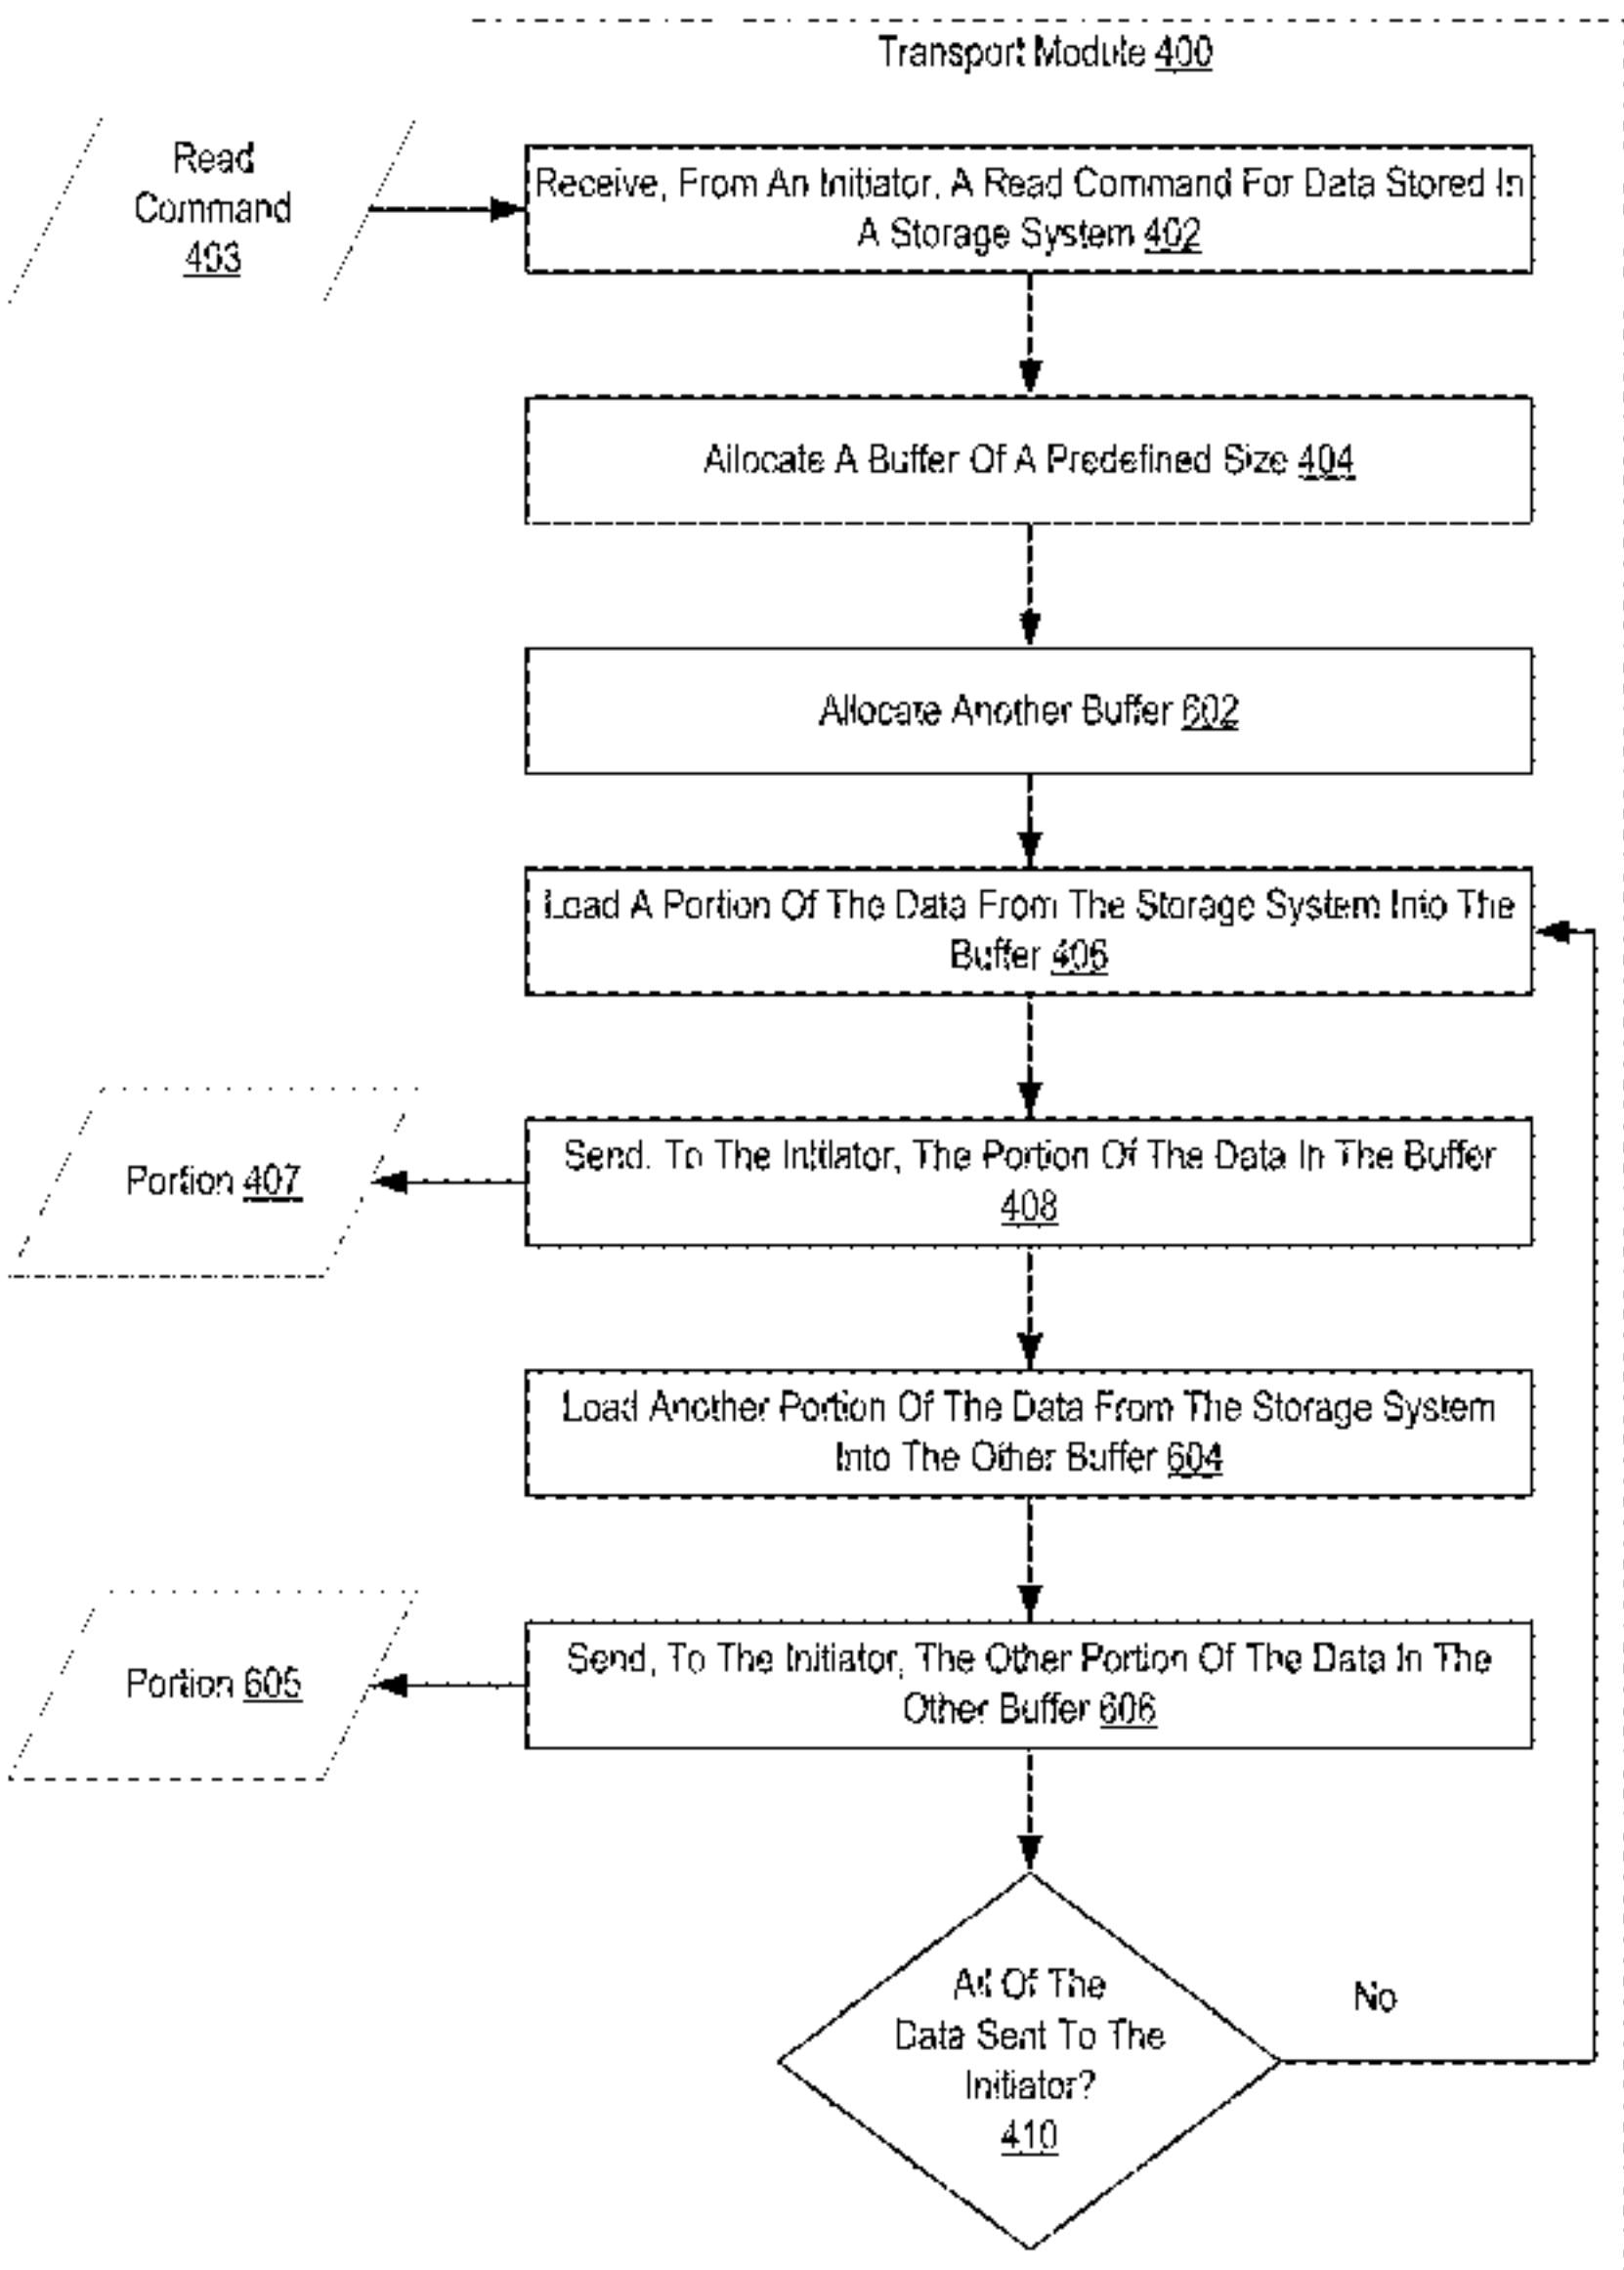 Transport Module 400
Read
Command
403
Receive, From An Initiator, A Read Command For Data Stored In
A Storage System 402
Allocate A Buffer Of A Predefined Size 404
Allocate Another Buffer 602
Load A Portion Of The Data From The Storage System Into The
Buffer 406
Send, To The Initiator, The Portion Of The Data In The Buffer
408
Portion 407
Load Another Portion Of The Data From The Storage System
Into The Other Buffer 604
Send, To The Initiator, The Other Portion Of The Data In The
Other Buffer 606
Portion 605
All Of The
Data Sent To The
Initiator?
410
No